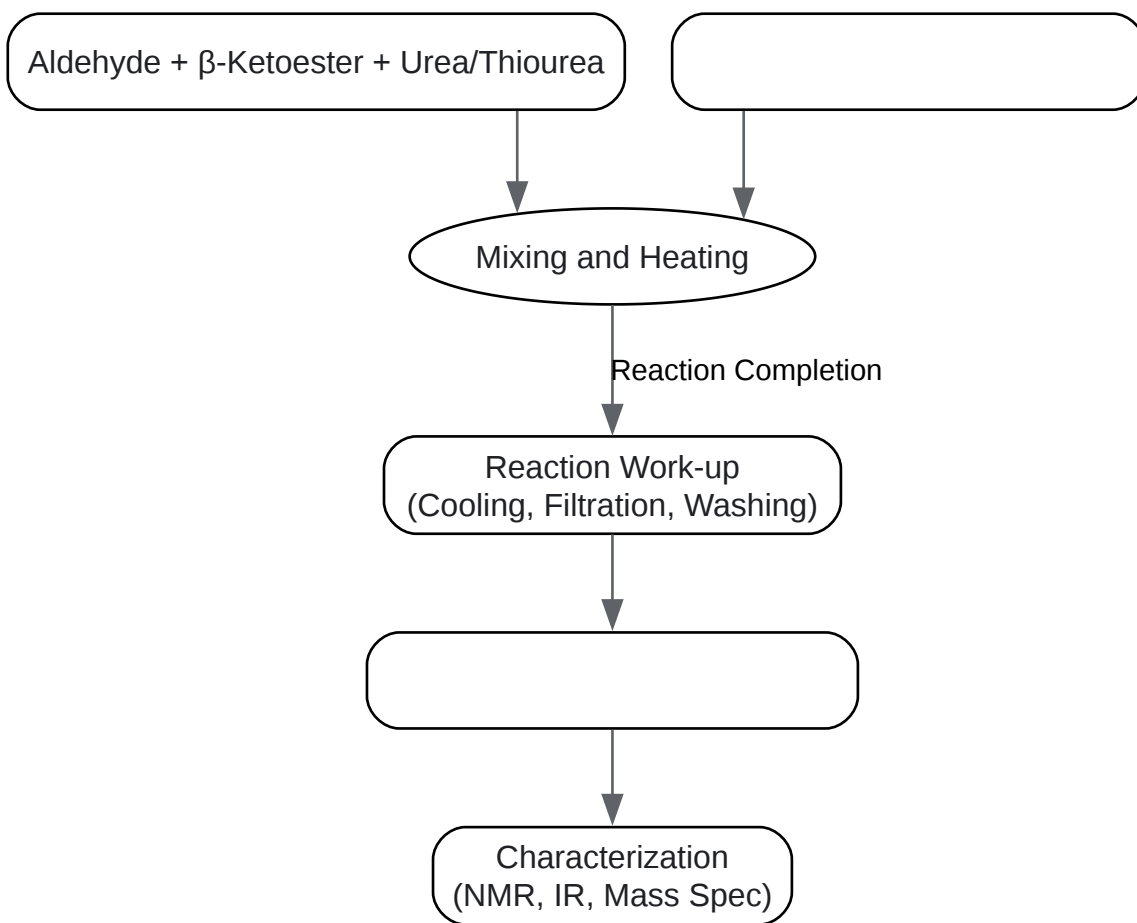 Aldehyde + β-Ketoester + Urea/Thiourea
Mixing and Heating
Reaction Completion
Reaction Work-up
(Cooling, Filtration, Washing)
Characterization
(NMR, IR, Mass Spec)